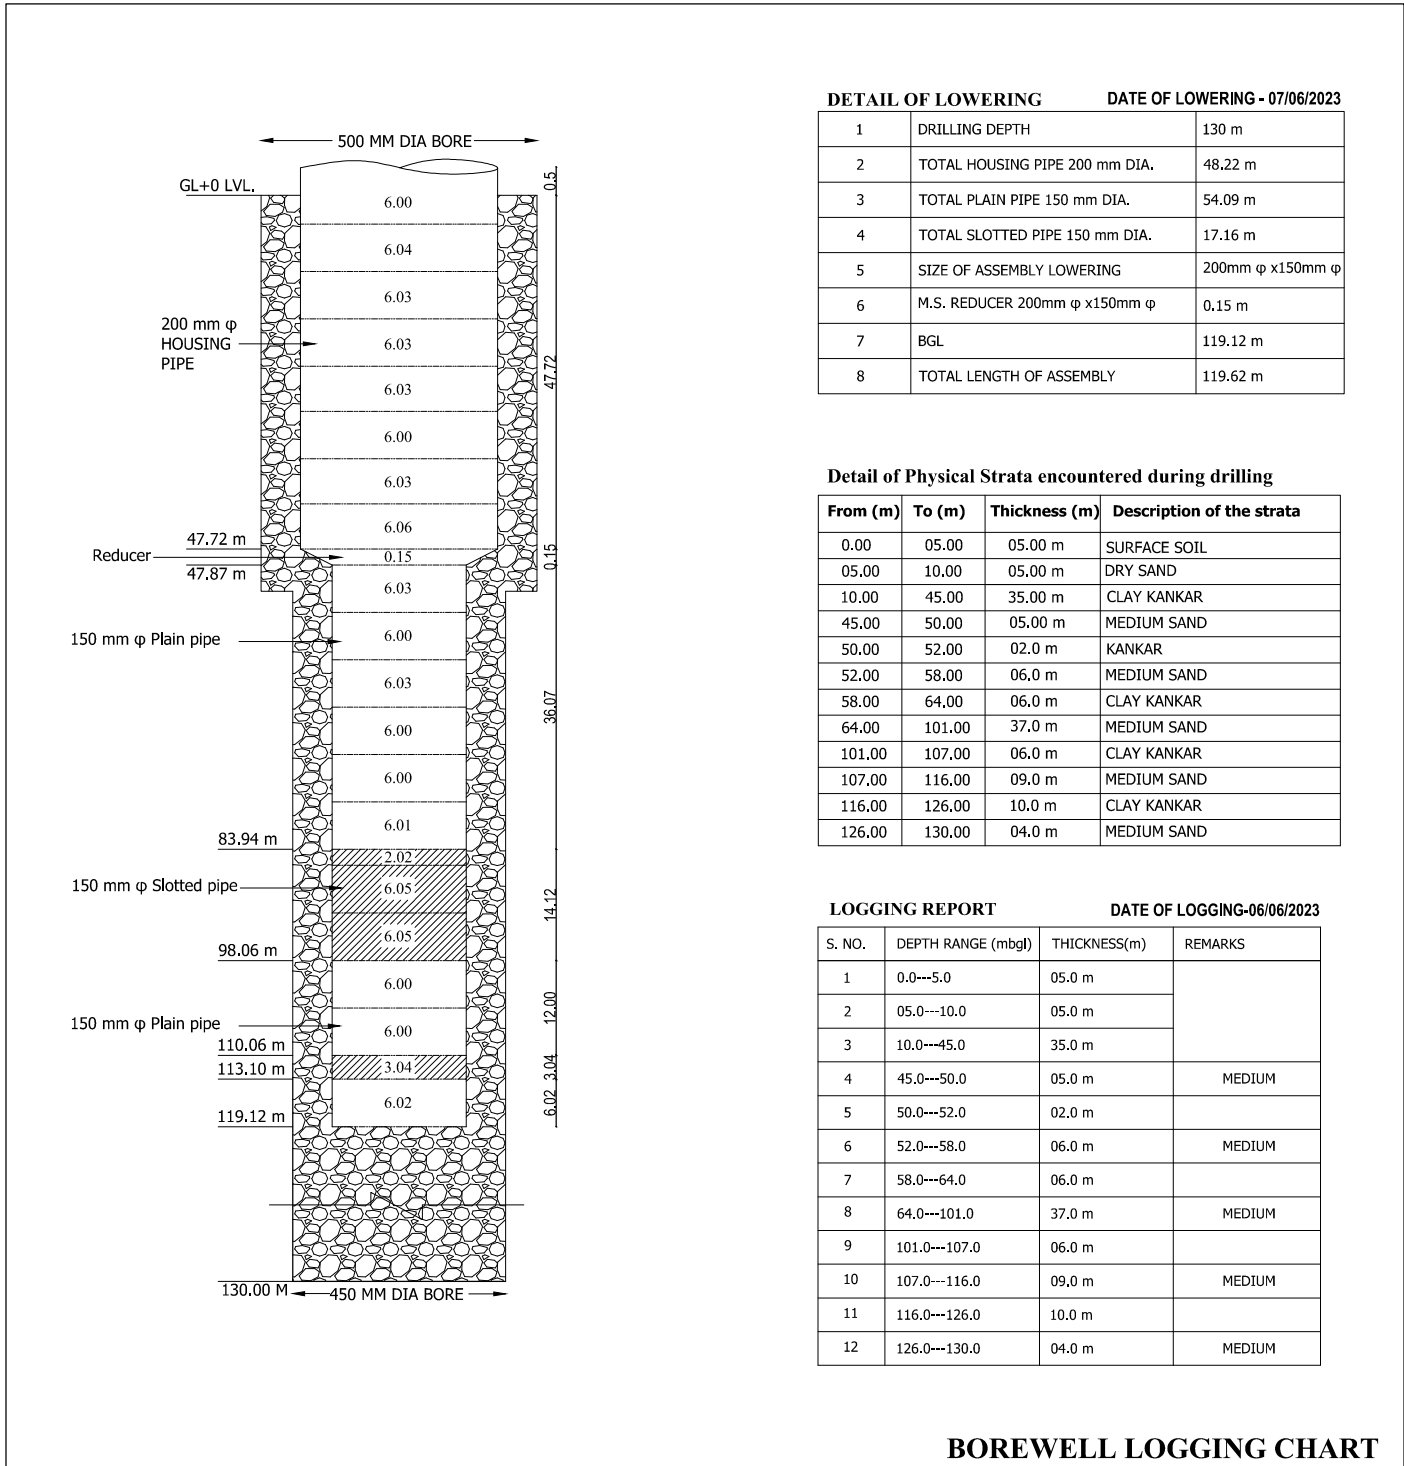 500 MM DIA BORE
GL+0 LVL.
0.5
6.00
6.04
6.03
200 mm φ
HOUSING
PIPE
6.03
47.72
6.03
6.00
6.03
6.06
47.72 m
Reducer
0.15
0.15
47.87 m
6.03
150 mm φ Plain pipe
6.00
6.03
36.07
6.00
6.00
6.01
83.94 m
2.02
150 mm φ Slotted pipe
6.05
14.12
6.05
98.06 m
6.00
12.00
150 mm φ Plain pipe
6.00
110.06 m
3.04
3.04
113.10 m
6.02
6.02
119.12 m
130.00 M
450 MM DIA BORE
DETAIL OF LOWERING DATE OF LOWERING - 07/06/2023
1 DRILLING DEPTH 130 m
2 TOTAL HOUSING PIPE 200 mm DIA. 48.22 m
3 TOTAL PLAIN PIPE 150 mm DIA. 54.09 m
4 TOTAL SLOTTED PIPE 150 mm DIA. 17.16 m
5 SIZE OF ASSEMBLY LOWERING 200mm φ x150mm φ
6 M.S. REDUCER 200mm φ x150mm φ 0.15 m
7 BGL 119.12 m
8 TOTAL LENGTH OF ASSEMBLY 119.62 m
Detail of Physical Strata encountered during drilling
From (m) To (m) Thickness (m) Description of the strata
0.00 05.00 05.00 m SURFACE SOIL
05.00 10.00 05.00 m DRY SAND
10.00 45.00 35.00 m CLAY KANKAR
45.00 50.00 05.00 m MEDIUM SAND
50.00 52.00 02.0 m KANKAR
52.00 58.00 06.0 m MEDIUM SAND
58.00 64.00 06.0 m CLAY KANKAR
64.00 101.00 37.0 m MEDIUM SAND
101.00 107.00 06.0 m CLAY KANKAR
107.00 116.00 09.0 m MEDIUM SAND
116.00 126.00 10.0 m CLAY KANKAR
126.00 130.00 04.0 m MEDIUM SAND
LOGGING REPORT DATE OF LOGGING-06/06/2023
S. NO. DEPTH RANGE (mbgl) THICKNESS(m) REMARKS
1 0.0---5.0 05.0 m
2 05.0---10.0 05.0 m
3 10.0---45.0 35.0 m
4 45.0---50.0 05.0 m MEDIUM
5 50.0---52.0 02.0 m
6 52.0---58.0 06.0 m MEDIUM
7 58.0---64.0 06.0 m
8 64.0---101.0 37.0 m MEDIUM
9 101.0---107.0 06.0 m
10 107.0---116.0 09.0 m MEDIUM
11 116.0---126.0 10.0 m
12 126.0---130.0 04.0 m MEDIUM
BOREWELL LOGGING CHART